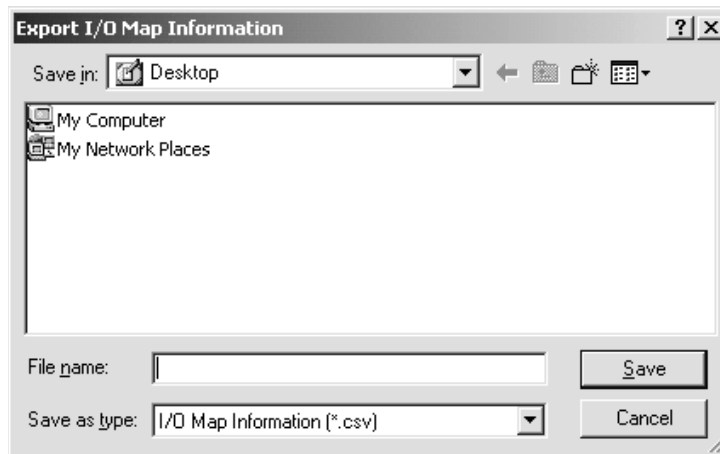 Export I/O Map Information
Save in: Desktop
My Computer
My Network Places
File name:
Save
Save as type: I/O Map Information (*.csv)
Cancel